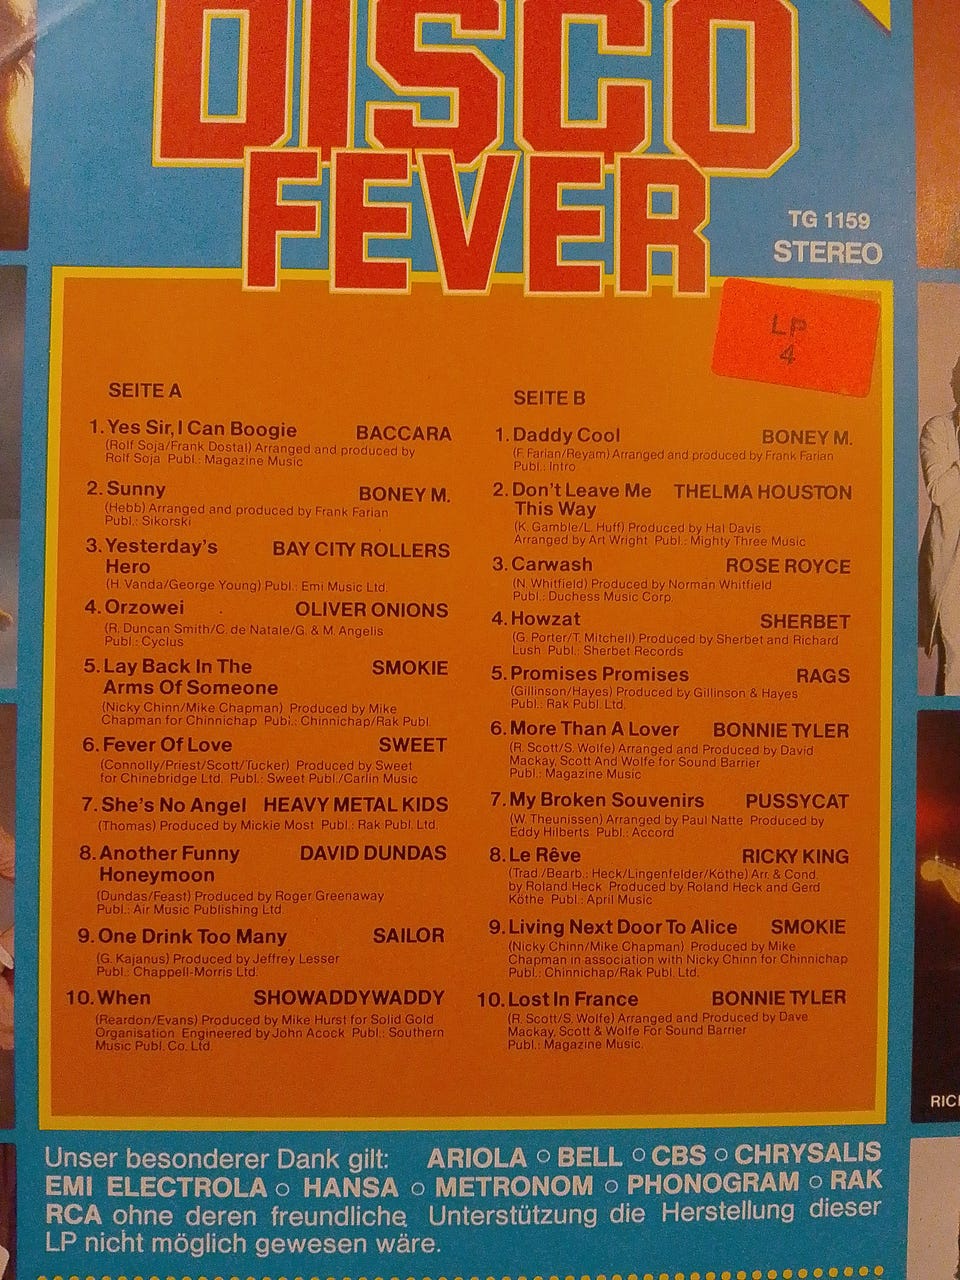 DISCO
FEVER
TG 1159
STEREO
LP
4
SEITE A
1. Yes Sir, I Can Boogie BACCARA
(Rolf Soja/Frank Dostal) Arranged and produced by
Rolf Soja Publ.: Magazine Music
2. Sunny BONEY M.
(Hebb) Arranged and produced by Frank Farian
Publ.: Sikorski
3. Yesterday's BAY CITY ROLLERS
Hero
(H. Vanda/George Young) Publ.: Emi Music Ltd.
4. Orzowei OLIVER ONIONS
(R. Duncan Smith/C. de Natale/G. & M. Angelis
Publ.: Cyclus
5. Lay Back In The SMOKIE
Arms Of Someone
(Nicky Chinn/Mike Chapman) Produced by Mike
Chapman for Chinnichap Publ.: Chinnichap/Rak Publ.
6. Fever Of Love SWEET
(Connolly/Priest/Scott/Tucker) Produced by Sweet
for Chinebridge Ltd. Publ.: Sweet Publ./Carlin Music
7. She's No Angel HEAVY METAL KIDS
(Thomas) Produced by Mickie Most Publ.: Rak Publ. Ltd.
8. Another Funny DAVID DUNDAS
Honeymoon
(Dundas/Feast) Produced by Roger Greenaway
Publ.: Air Music Publishing Ltd.
9. One Drink Too Many SAILOR
(G. Kajanus) Produced by Jeffrey Lesser
Publ.: Chappell-Morris Ltd.
10. When SHOWADDYWADDY
(Reardon/Evans) Produced by Mike Hurst for Solid Gold
Organisation Engineered by John Acock Publ.: Southern
Music Publ. Co. Ltd.
SEITE B
1. Daddy Cool BONEY M.
(F. Farian/Reyam) Arranged and produced by Frank Farian
Publ.: Intro
2. Don't Leave Me THELMA HOUSTON
This Way
(K. Gamble/L. Huff) Produced by Hal Davis
Arranged by Art Wright Publ.: Mighty Three Music
3. Carwash ROSE ROYCE
(N. Whitfield) Produced by Norman Whitfield
Publ.: Duchess Music Corp.
4. Howzat SHERBET
(G. Porter/T. Mitchell) Produced by Sherbet and Richard
Lush Publ.: Sherbet Records
5. Promises Promises RAGS
(Gillinson/Hayes) Produced by Gillinson & Hayes
Publ.: Rak Publ. Ltd.
6. More Than A Lover BONNIE TYLER
(R. Scott/S. Wolfe) Arranged and Produced by David
Mackay, Scott And Wolfe for Sound Barrier
Publ.: Magazine Music
7. My Broken Souvenirs PUSSYCAT
(W. Theunissen) Arranged by Paul Natte Produced by
Eddy Hilberts Publ.: Accord
8. Le Rêve RICKY KING
(Trad./Bearb.: Heck/Lingenfelder/Köthe) Arr. & Cond.
by Roland Heck Produced by Roland Heck and Gerd
Köthe Publ.: April Music
9. Living Next Door To Alice SMOKIE
(Nicky Chinn/Mike Chapman) Produced by Mike
Chapman in association with Nicky Chinn for Chinnichap
Publ.: Chinnichap/Rak Publ. Ltd.
10. Lost In France BONNIE TYLER
(R. Scott/S. Wolfe) Arranged and Produced by Dave
Mackay, Scott & Wolfe For Sound Barrier
Publ.: Magazine Music.
RIC
Unser besonderer Dank gilt: ARIOLA ○ BELL ○ CBS ○ CHRYSALIS
EMI ELECTROLA ○ HANSA ○ METRONOM ○ PHONOGRAM ○ RAK
RCA ohne deren freundliche Unterstützung die Herstellung dieser
LP nicht möglich gewesen wäre.